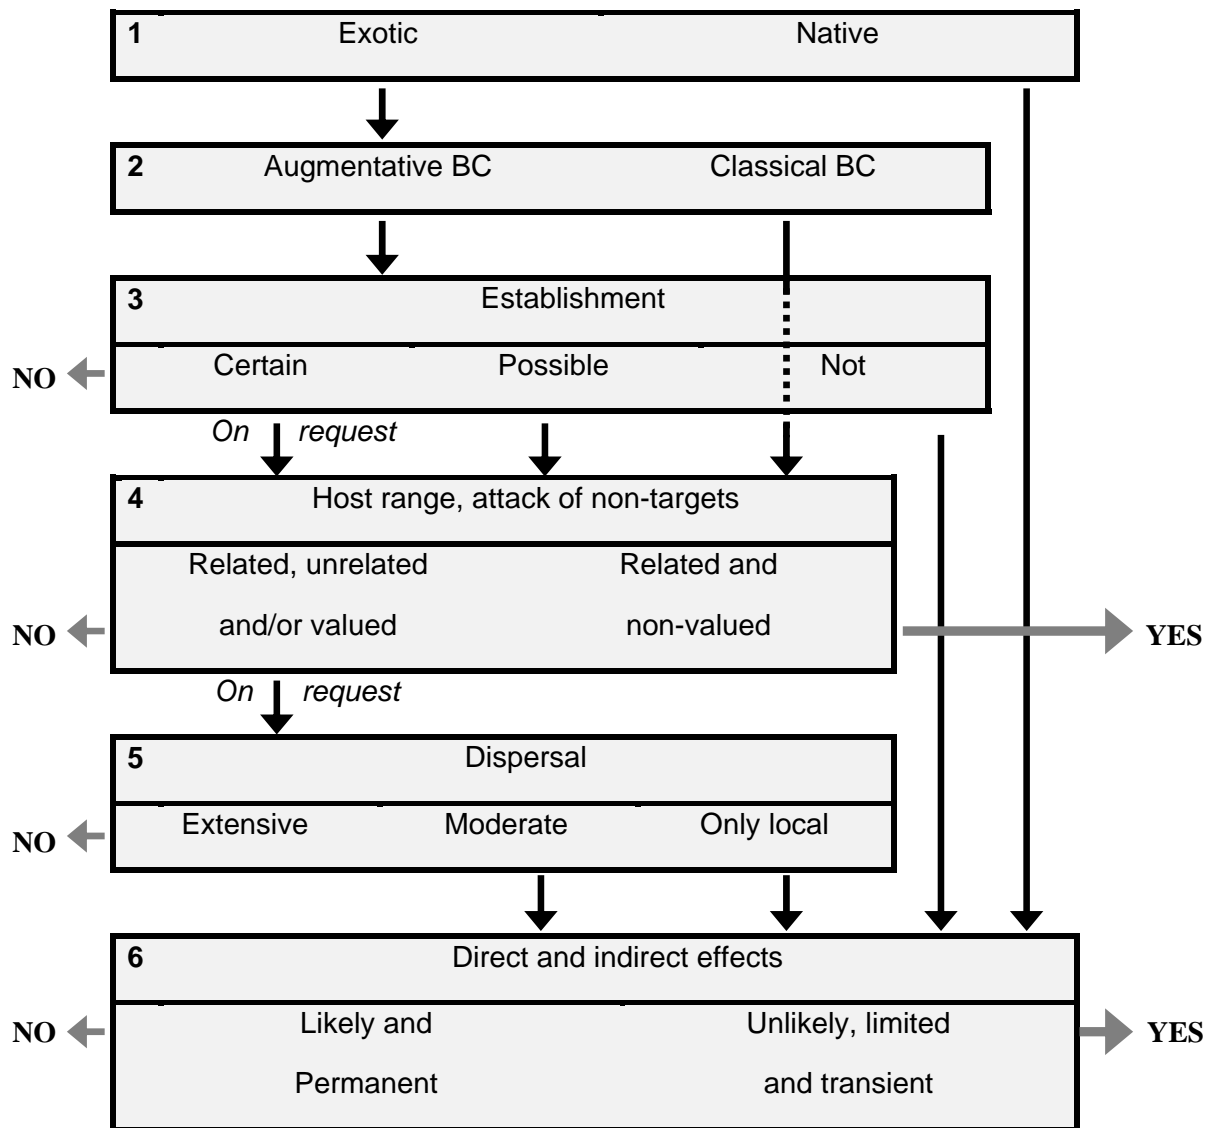 1 Exotic Native
2 Augmentative BC Classical BC
3 Establishment
NO Certain Possible Not
On request
4 Host range, attack of non-targets
Related, unrelated Related and
and/or valued non-valued
NO YES
On request
5 Dispersal
NO Extensive Moderate Only local
6 Direct and indirect effects
NO Likely and Unlikely, limited YES
Permanent and transient